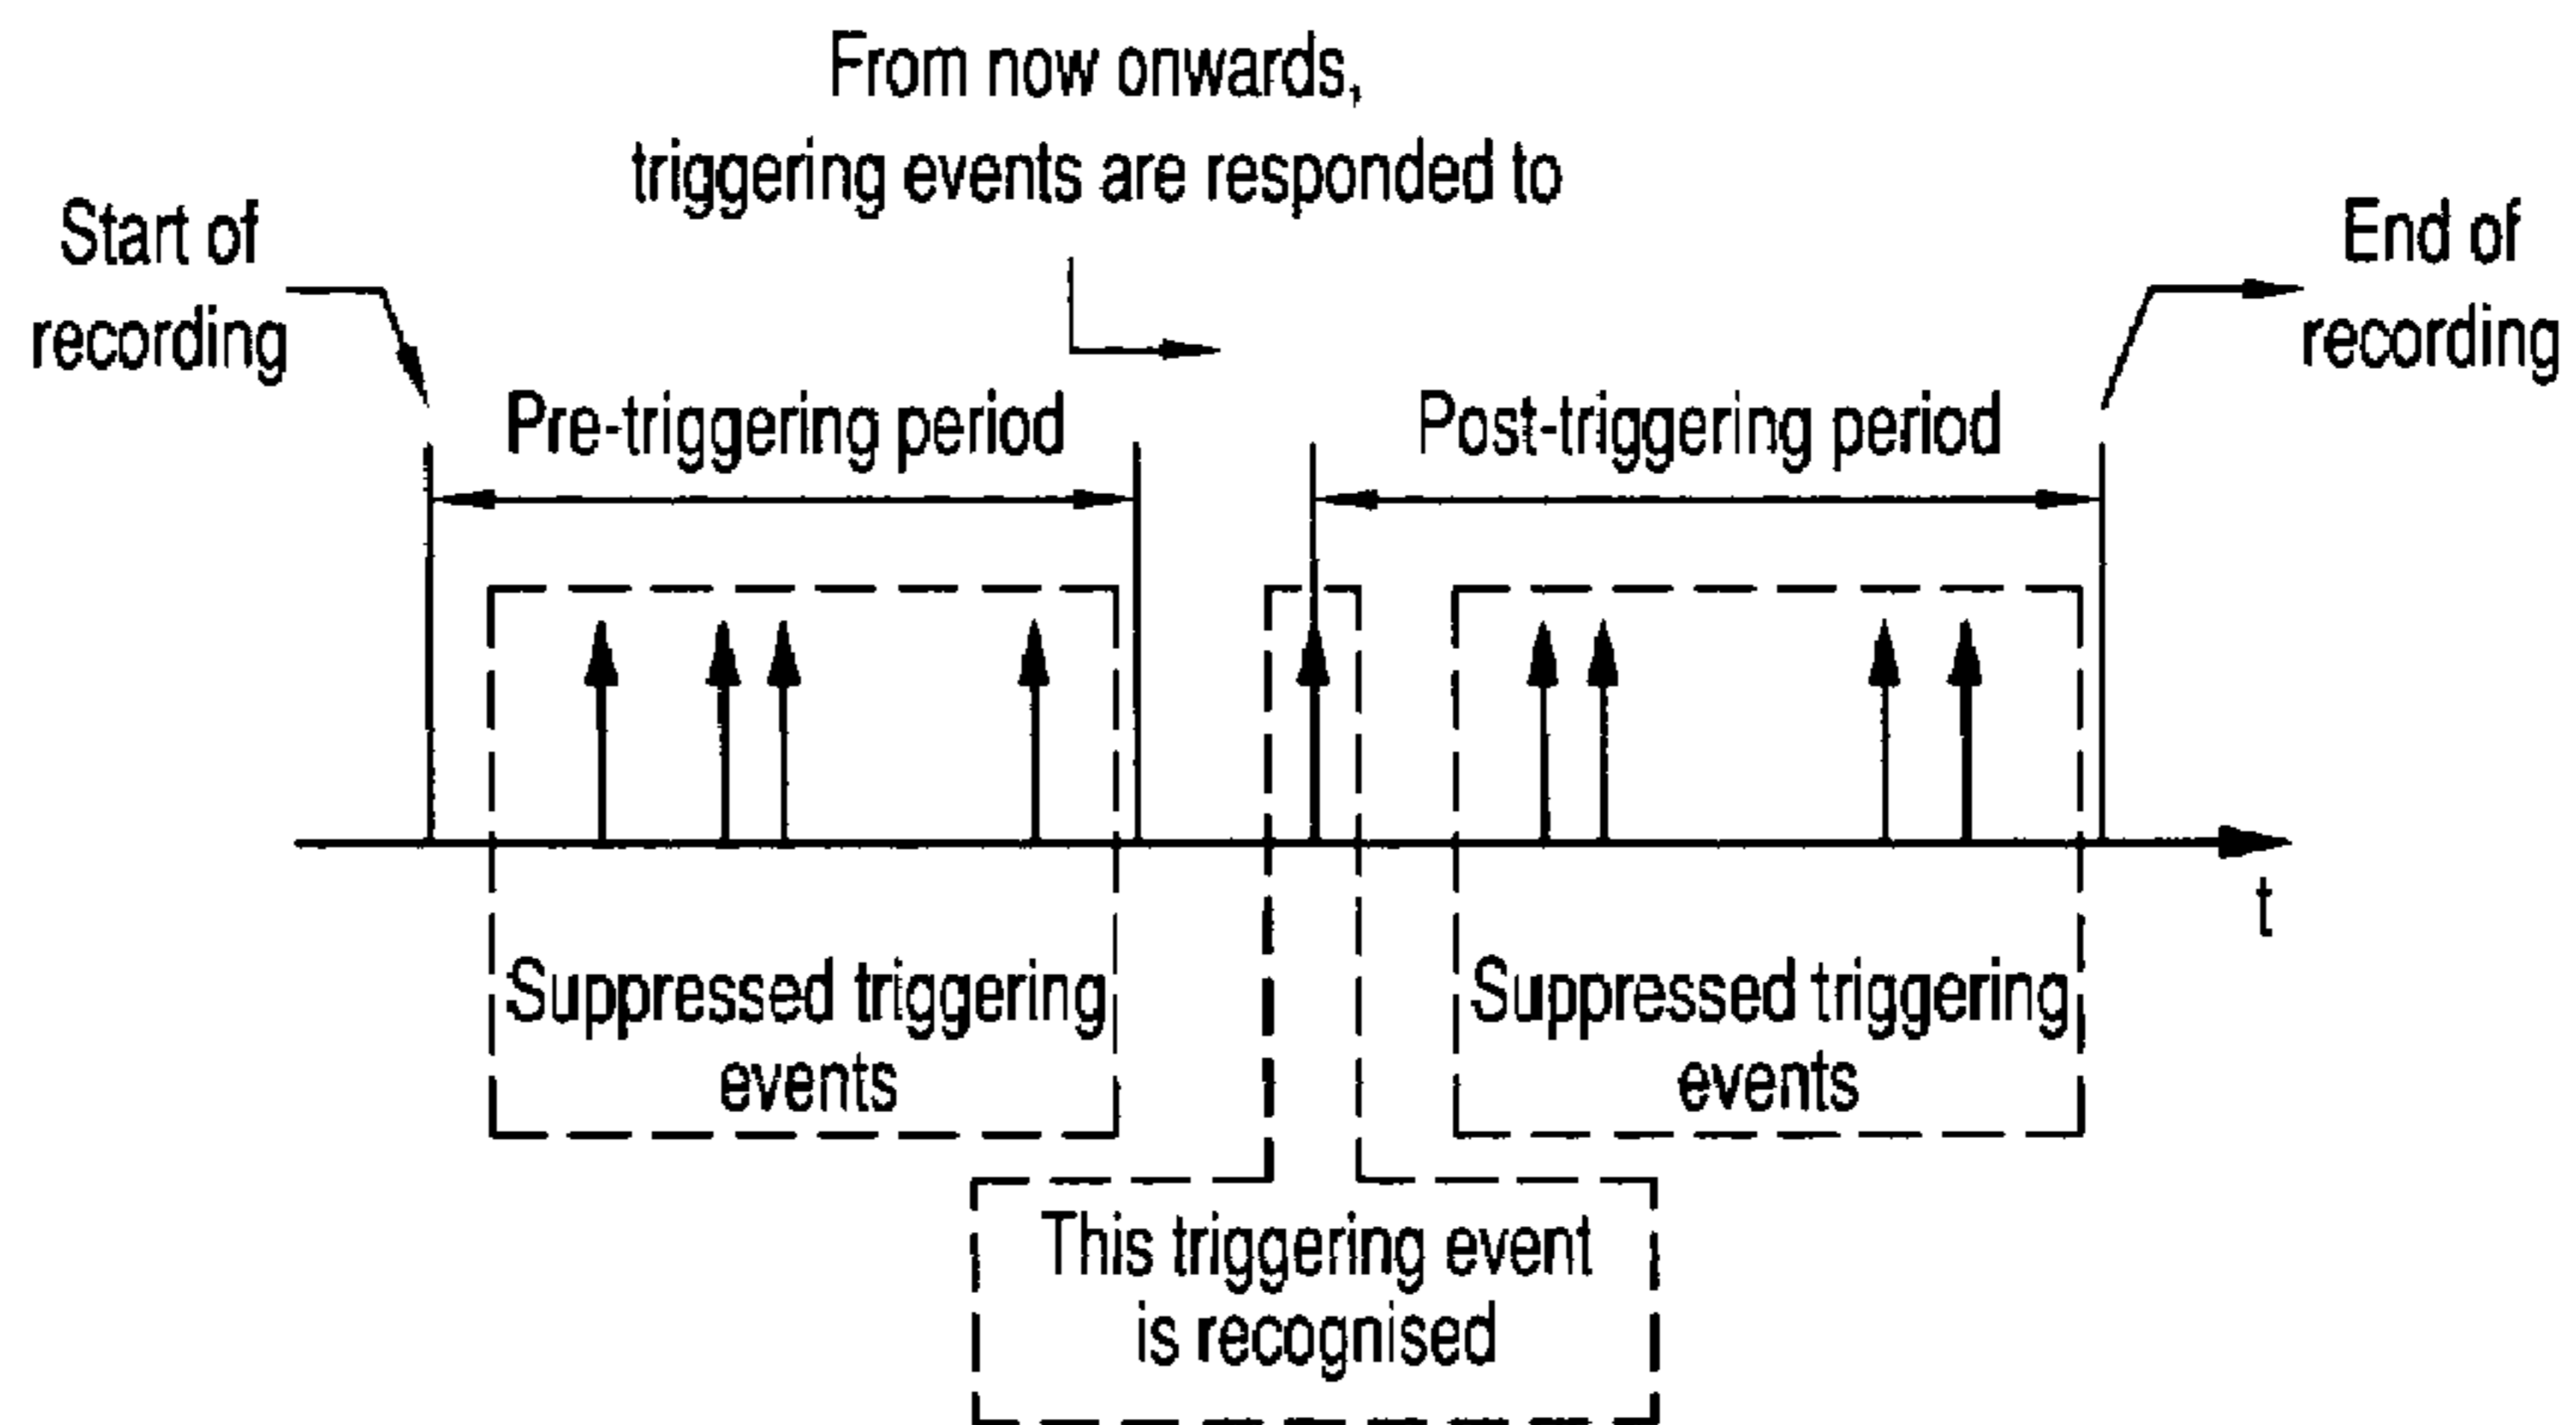 From now onwards,
triggering events are responded to
Start of
recording
End of
recording
Pre-triggering period
Post-triggering period
t
Suppressed triggering
events
Suppressed triggering
events
This triggering event
is recognised